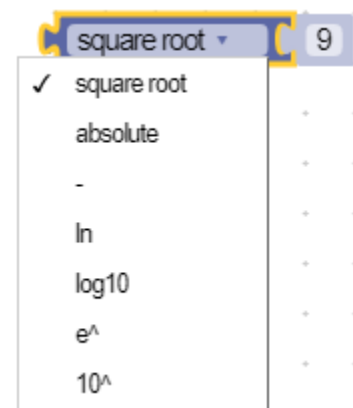 square root ▾ 9
✓ square root
absolute
-
ln
log10
e^
10^